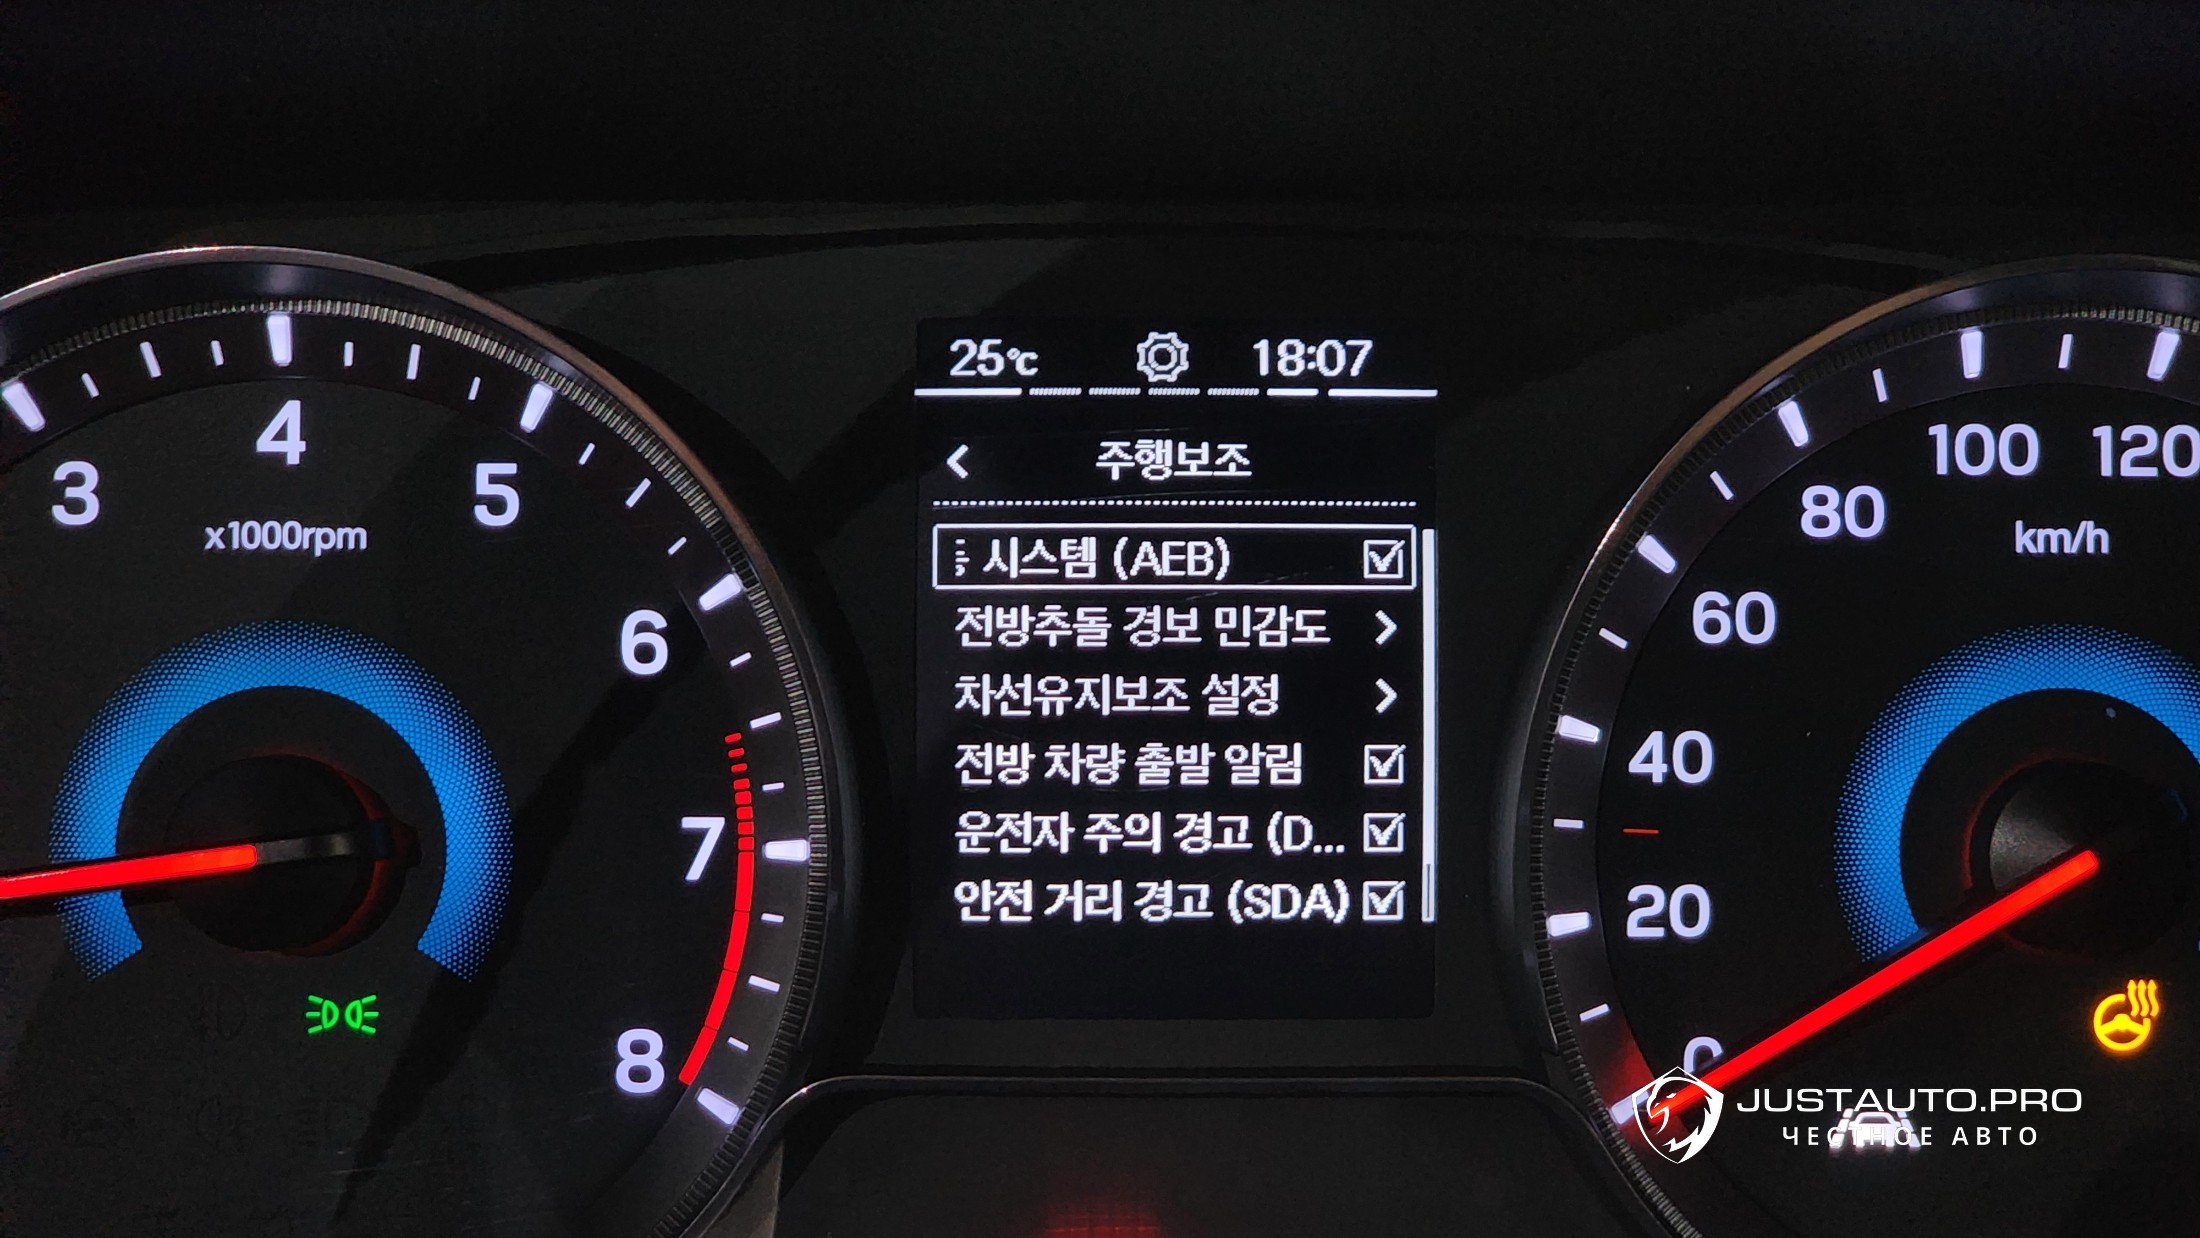 25℃ 18:07
주행보조
시스템 (AEB)
전방추돌 경보 민감도
차선유지보조 설정
전방 차량 출발 알림
운전자 주의 경고 (D...
안전 거리 경고 (SDA)
3
4
5
6
7
8
x1000rpm
0
20
40
60
80
100
120
km/h
JUSTAUTO.PRO
ЧЕСТНОЕ АВТО